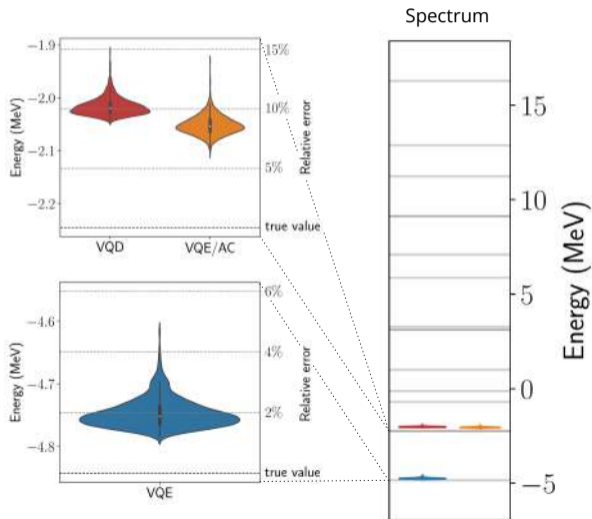 Spectrum
−1.9
−2.0
−2.1
−2.2
Energy (MeV)
15%
10%
5%
Relative error
true value
VQD
VQE/AC
−4.6
−4.7
−4.8
Energy (MeV)
6%
4%
2%
Relative error
true value
VQE
15
10
5
0
−5
Energy (MeV)